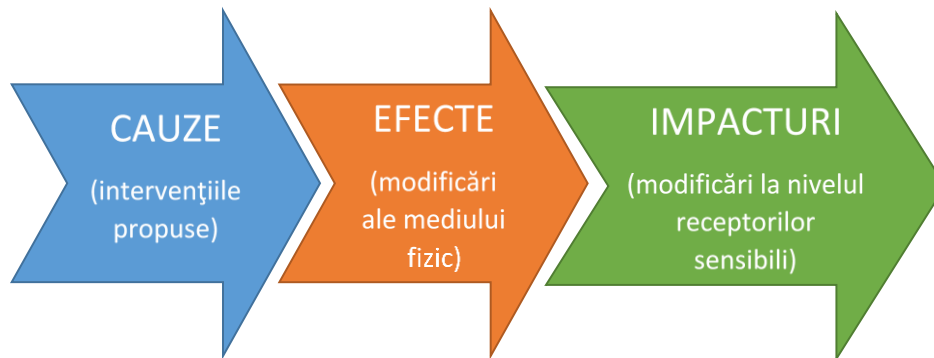 CAUZE
(intervenţiile
propuse)
EFECTE
(modificări
ale mediului
fizic)
IMPACTURI
(modificări la nivelul
receptorilor
sensibili)